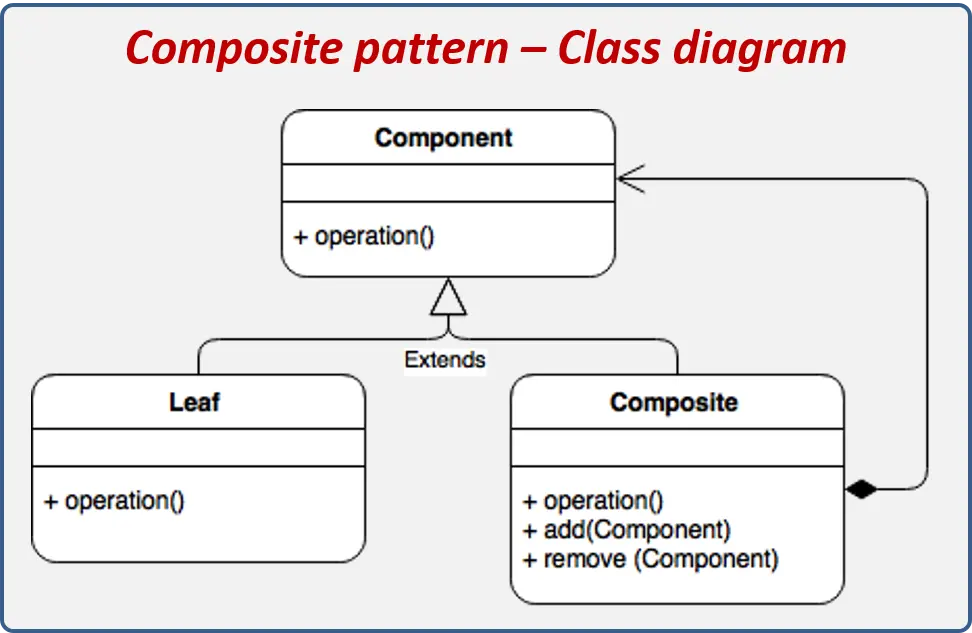 Composite pattern – Class diagram
Component
+ operation()
Extends
Leaf
+ operation()
Composite
+ operation()
+ add(Component)
+ remove (Component)